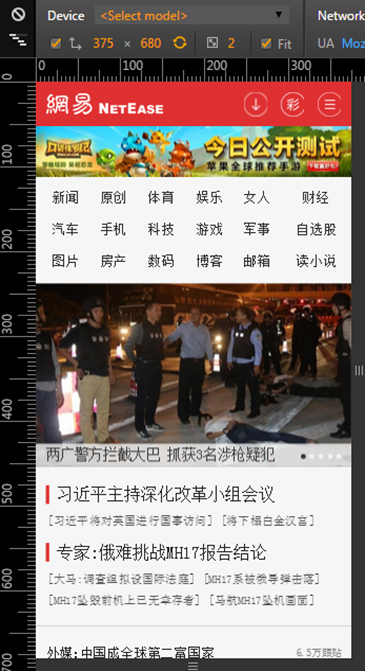 Device <Select model> Network
375 × 680 2 Fit UA Moz
0 100 200 300
0
100
200
300
400
500
600
700
網易 NETEASE 彩
今日公开测试
苹果全球推荐手游
新闻 原创 体育 娱乐 女人 财经
汽车 手机 科技 游戏 军事 自选股
图片 房产 数码 博客 邮箱 读小说
两广警方拦截大巴 抓获3名涉枪疑犯
习近平主持深化改革小组会议
[习近平将对英国进行国事访问] [将下榻白金汉宫]
专家:俄难挑战MH17报告结论
[大马:调查组拟设国际法庭] [MH17系被俄导弹击落]
[MH17坠毁前机上已无幸存者] [马航MH17坠机画面]
外媒:中国成全球第二富国家 6.5万跟贴